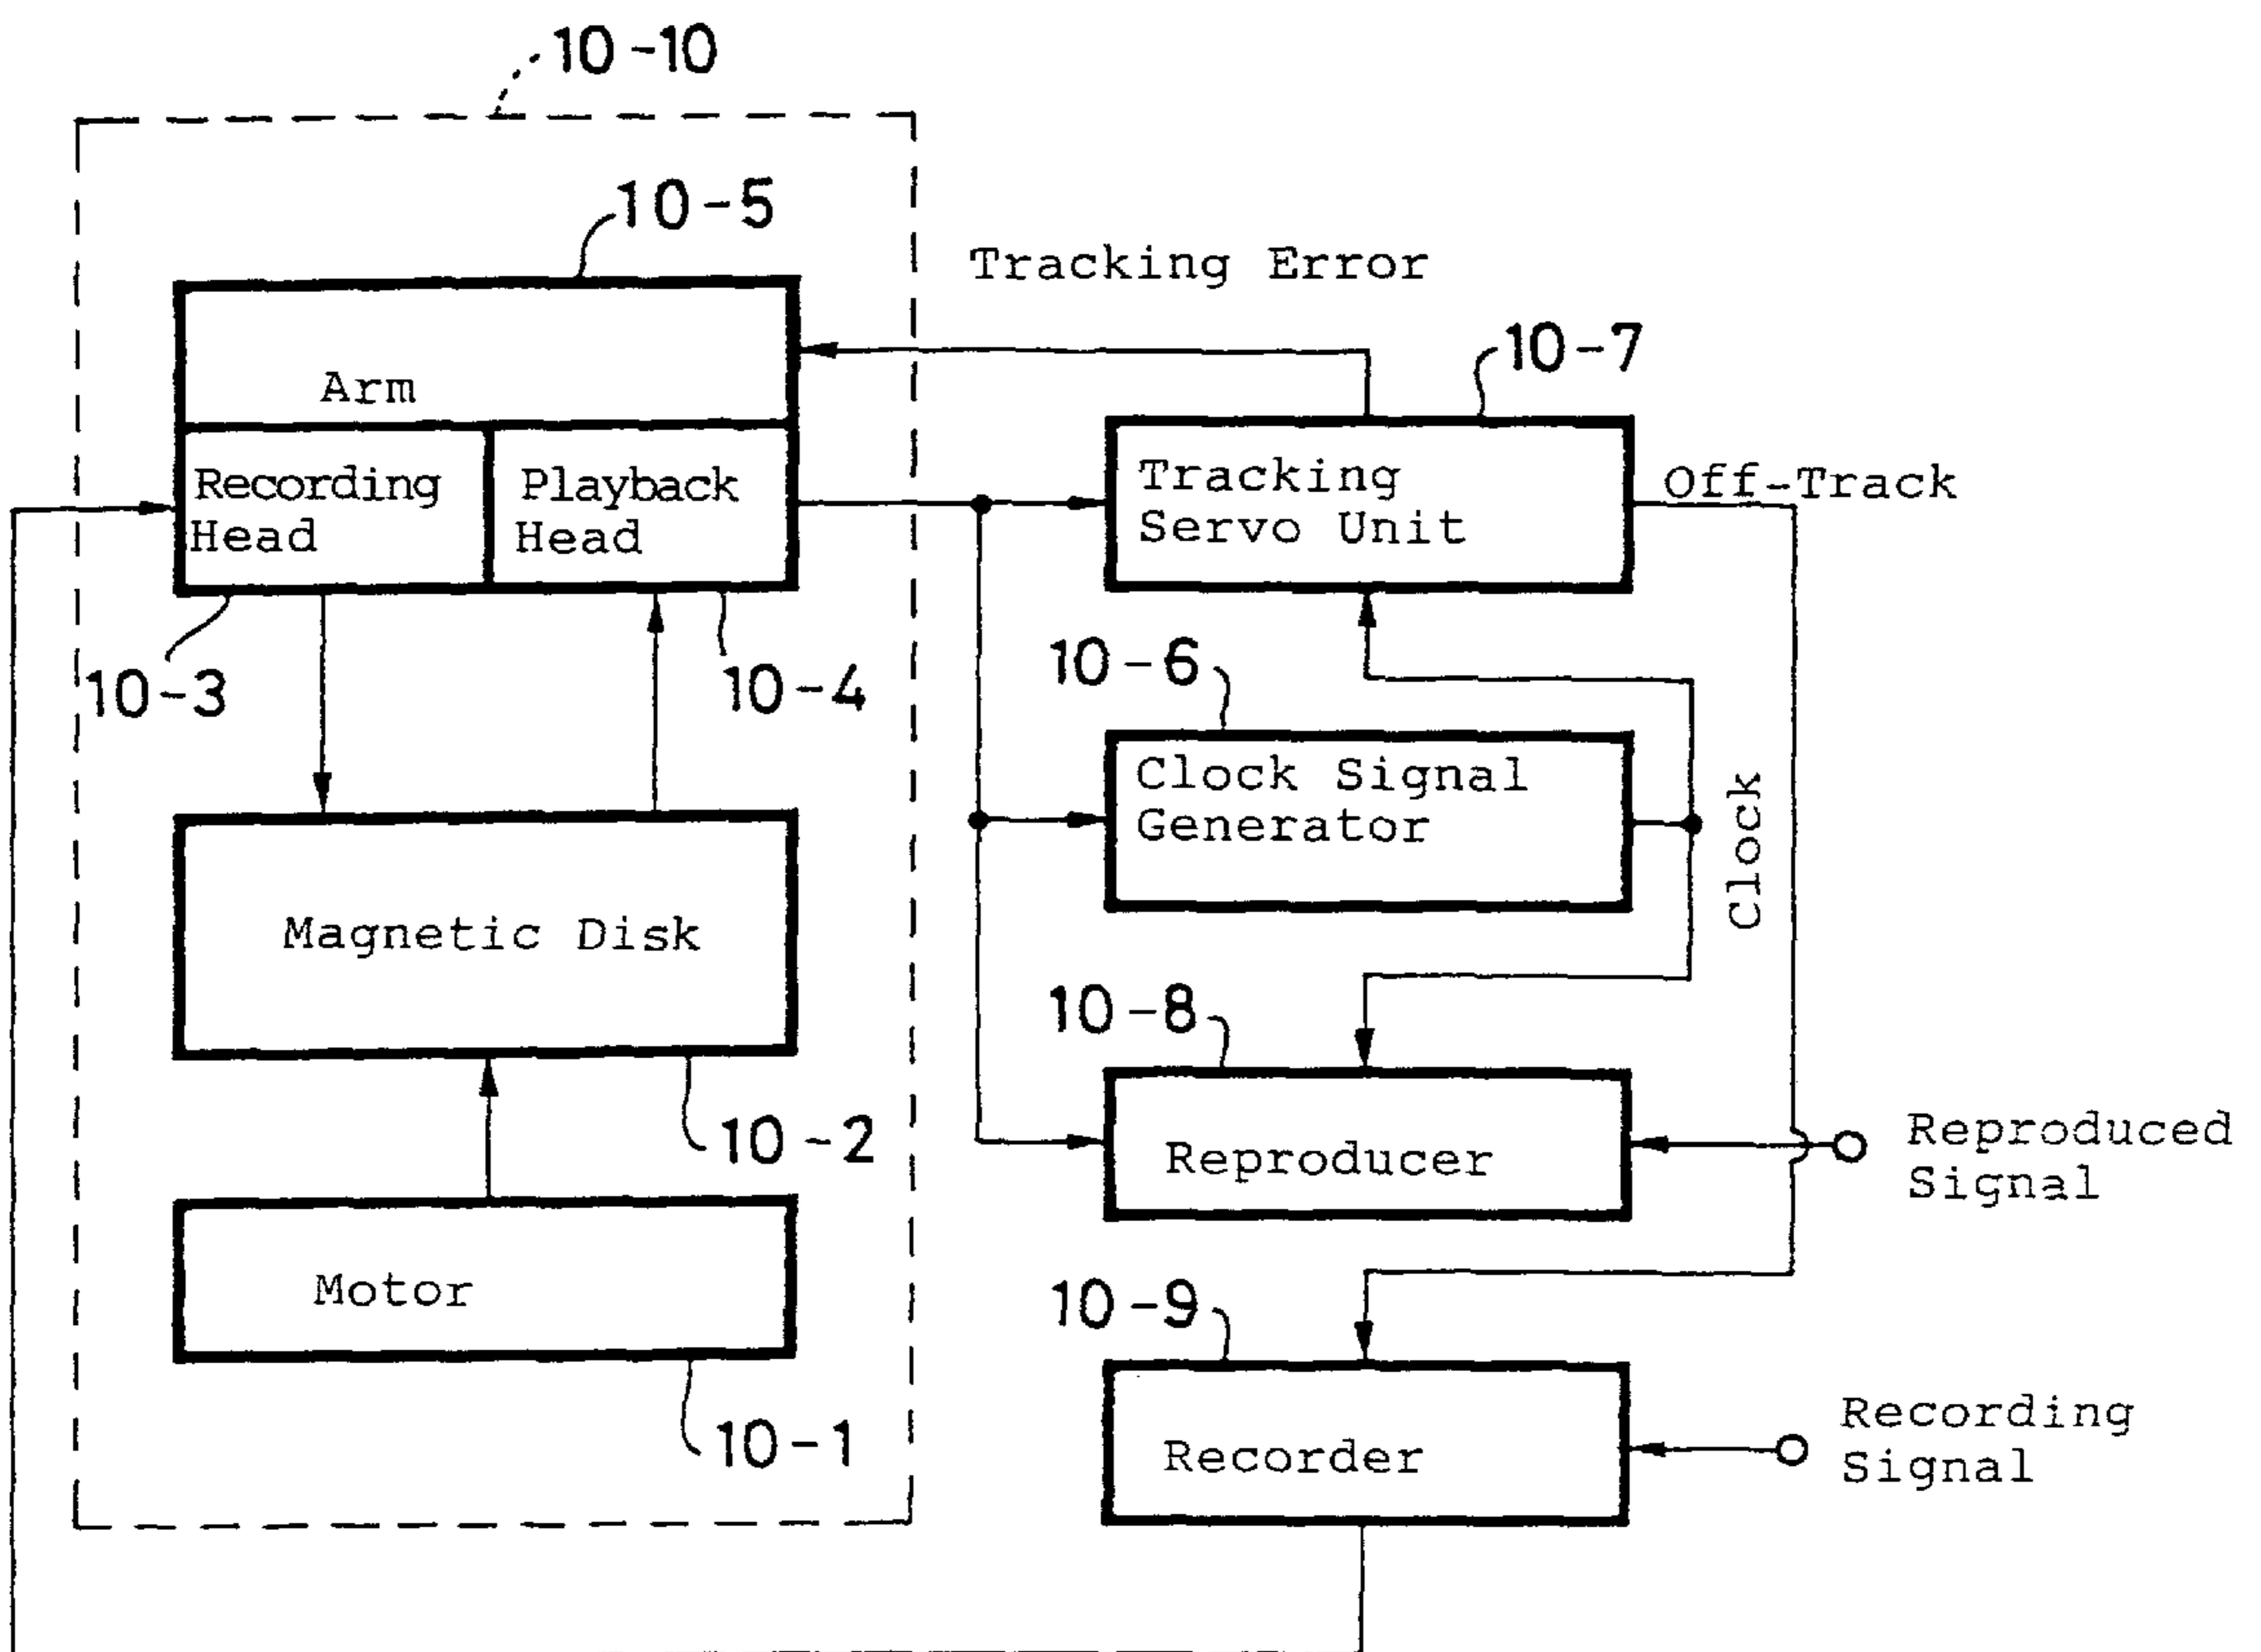 10-10
10-5
Tracking Error
10-7
Arm
Recording
Head
Playback
Head
Tracking
Servo Unit
Off-Track
10-3
10-4
10-6
Clock Signal
Generator
Clock
Magnetic Disk
10-8
10-2
Reproducer
Reproduced
Signal
Motor
10-9
10-1
Recorder
Recording
Signal